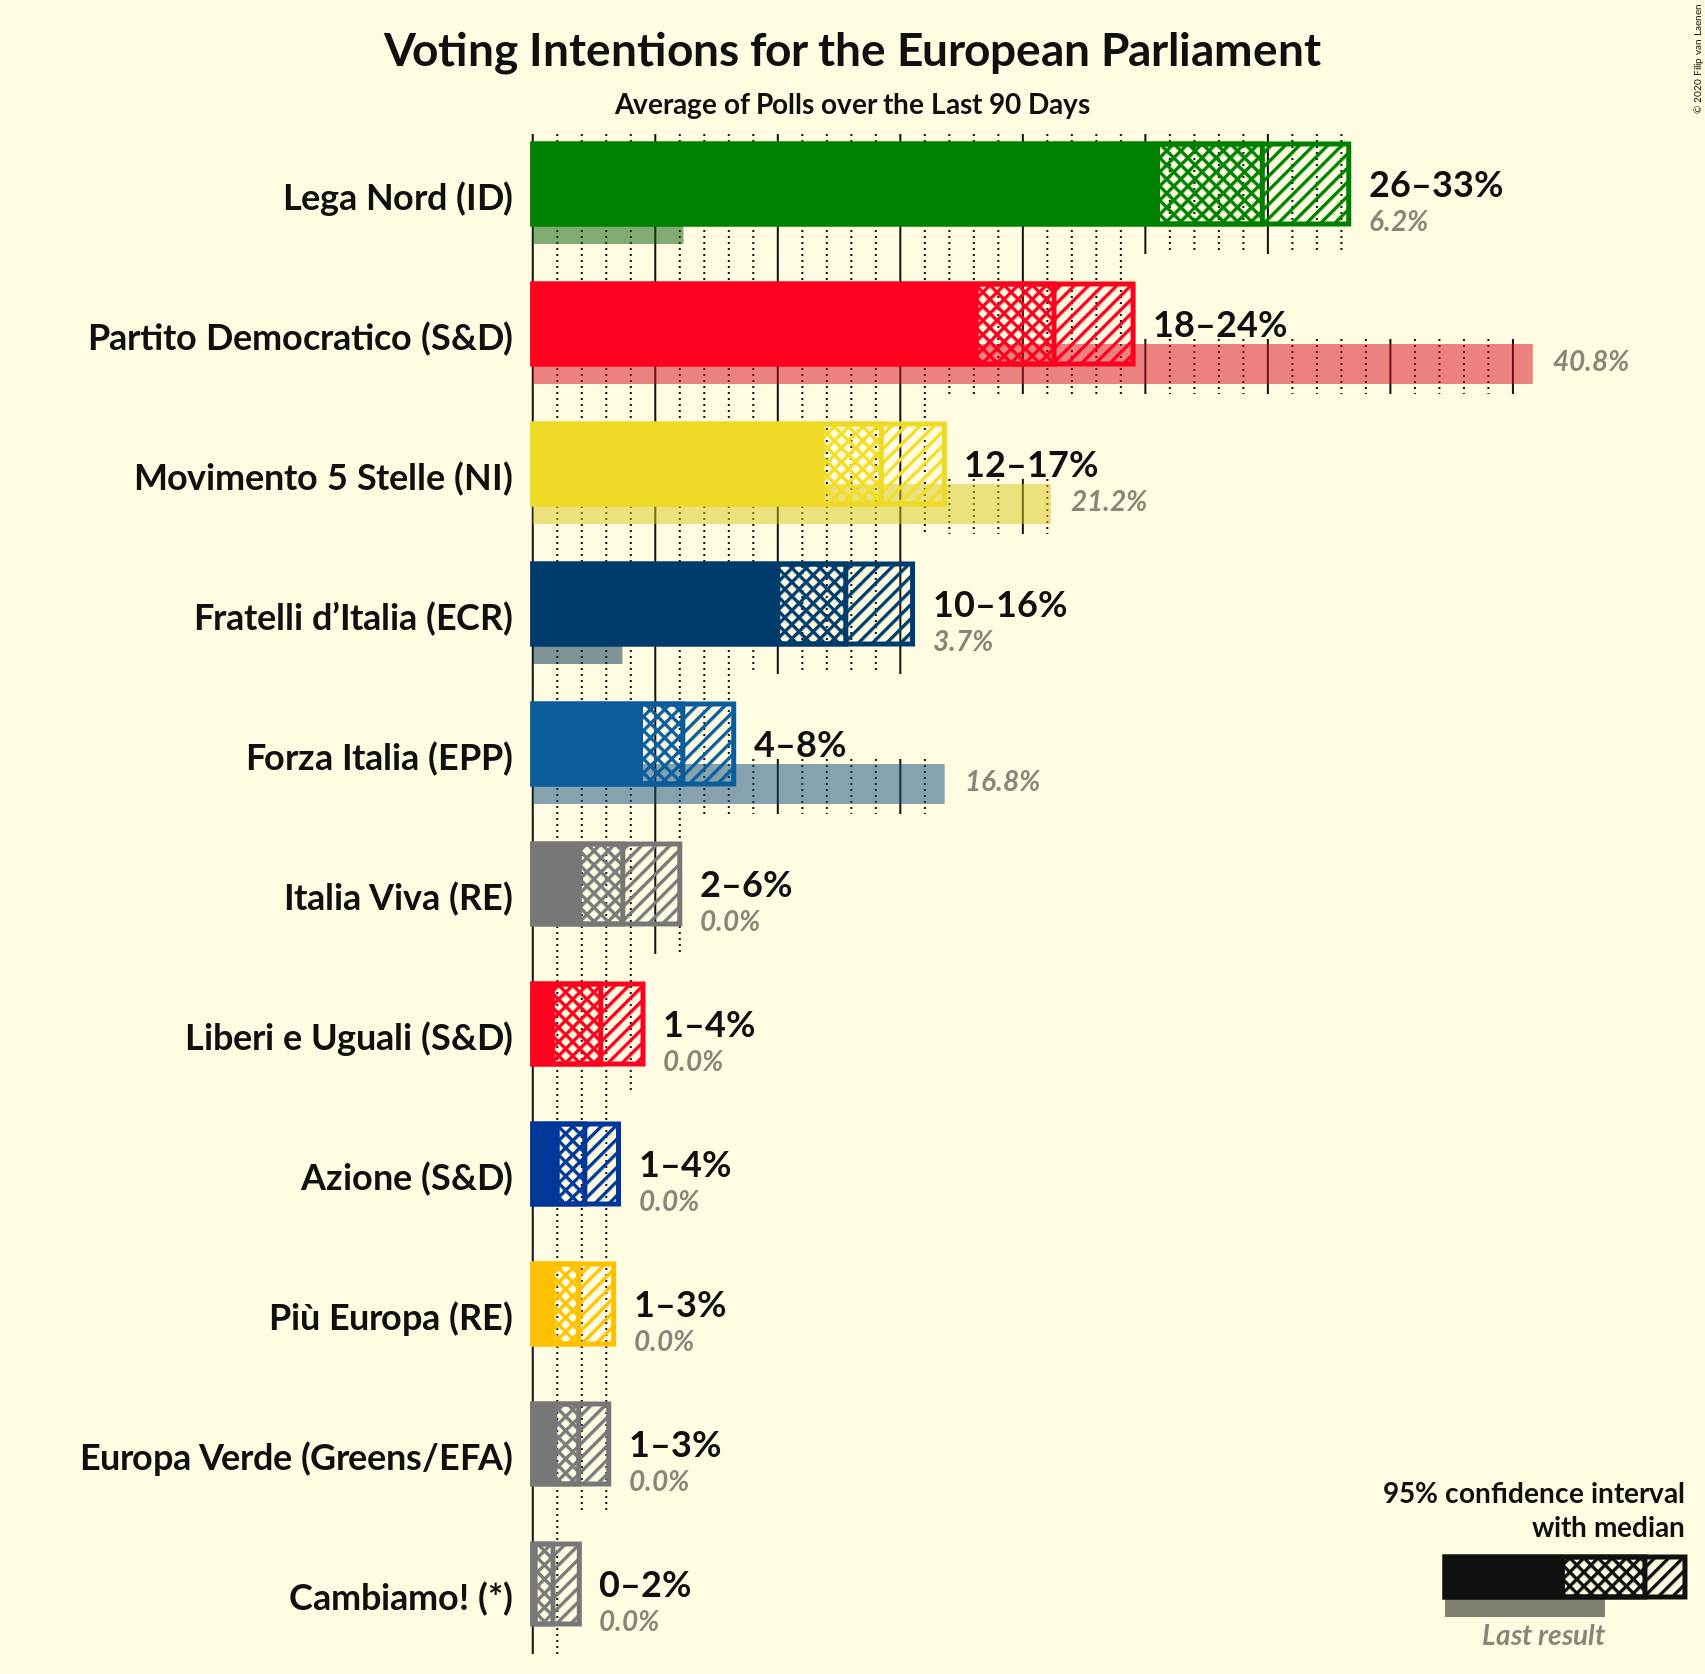 Voting Intentions for the European Parliament
Average of Polls over the Last 90 Days
© 2020 Filip van Laenen
Lega Nord (ID)
26–33%
6.2%
Partito Democratico (S&D)
18–24%
40.8%
Movimento 5 Stelle (NI)
12–17%
21.2%
Fratelli d’Italia (ECR)
10–16%
3.7%
Forza Italia (EPP)
4–8%
16.8%
Italia Viva (RE)
2–6%
0.0%
Liberi e Uguali (S&D)
1–4%
0.0%
Azione (S&D)
1–4%
0.0%
Più Europa (RE)
1–3%
0.0%
Europa Verde (Greens/EFA)
1–3%
0.0%
Cambiamo! (*)
0–2%
0.0%
95% confidence interval
with median
Last result